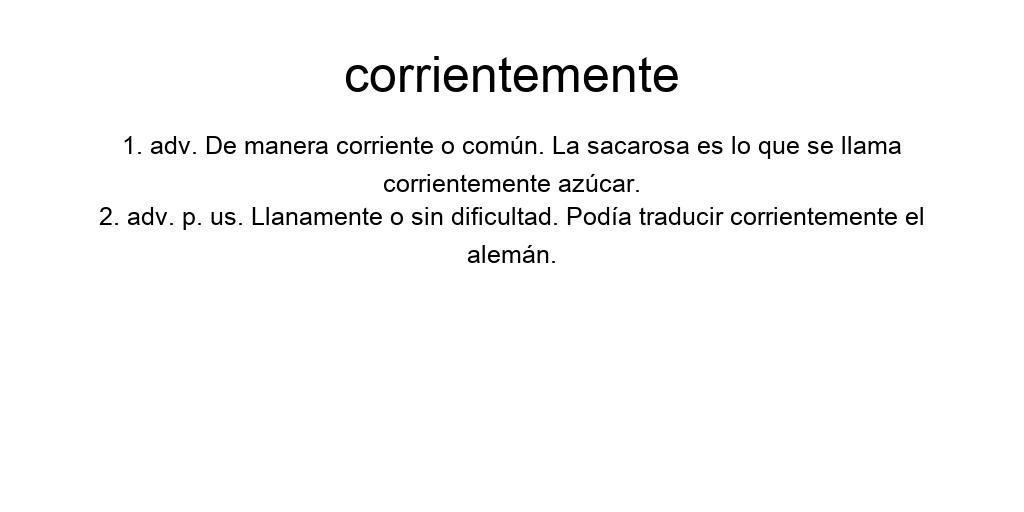 corrientemente
1. adv. De manera corriente o común. La sacarosa es lo que se llama
corrientemente azúcar.
2. adv. p. us. Llanamente o sin dificultad. Podía traducir corrientemente el
alemán.